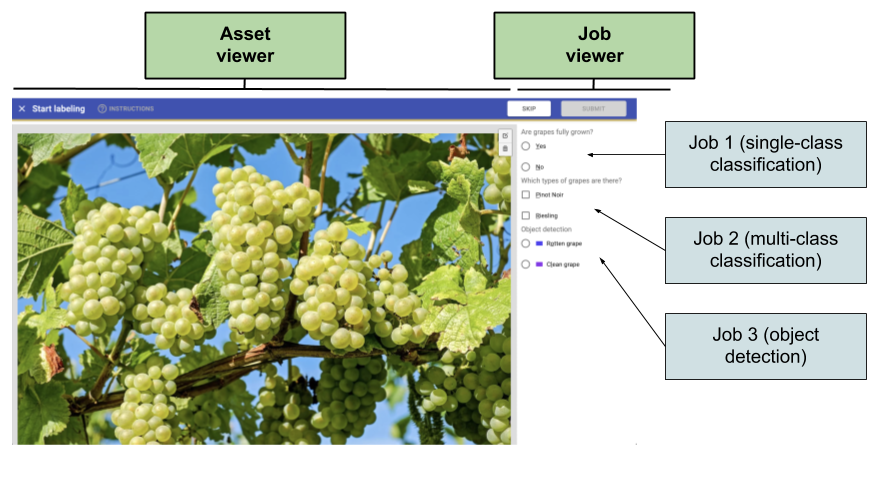 Asset
viewer
Job
viewer
Start labeling
INSTRUCTIONS
SKIP
SUBMIT
Are grapes fully grown?
Yes
No
Which types of grapes are there?
Pinot Noir
Riesling
Object detection
Rotten grape
Clean grape
Job 1 (single-class
classification)
Job 2 (multi-class
classification)
Job 3 (object
detection)